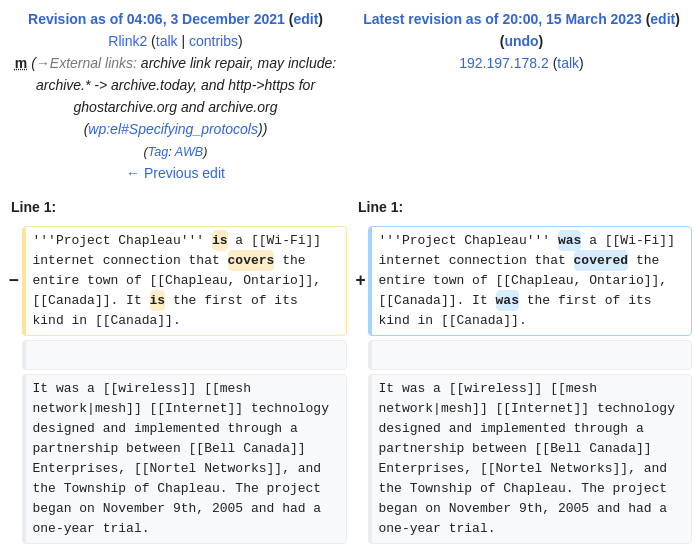 Revision as of 04:06, 3 December 2021 (edit)
Rlink2 (talk | contribs)
m (→External links: archive link repair, may include:
archive.* -> archive.today, and http->https for
ghostarchive.org and archive.org
(wp:el#Specifying_protocols))
(Tag: AWB)
← Previous edit
Latest revision as of 20:00, 15 March 2023 (edit)
(undo)
192.197.178.2 (talk)
Line 1:
−
'''Project Chapleau''' is a [[Wi-Fi]]
internet connection that covers the
entire town of [[Chapleau, Ontario]],
[[Canada]]. It is the first of its
kind in [[Canada]].
It was a [[wireless]] [[mesh
network|mesh]] [[Internet]] technology
designed and implemented through a
partnership between [[Bell Canada]]
Enterprises, [[Nortel Networks]], and
the Township of Chapleau. The project
began on November 9th, 2005 and had a
one-year trial.
Line 1:
+
'''Project Chapleau''' was a [[Wi-Fi]]
internet connection that covered the
entire town of [[Chapleau, Ontario]],
[[Canada]]. It was the first of its
kind in [[Canada]].
It was a [[wireless]] [[mesh
network|mesh]] [[Internet]] technology
designed and implemented through a
partnership between [[Bell Canada]]
Enterprises, [[Nortel Networks]], and
the Township of Chapleau. The project
began on November 9th, 2005 and had a
one-year trial.